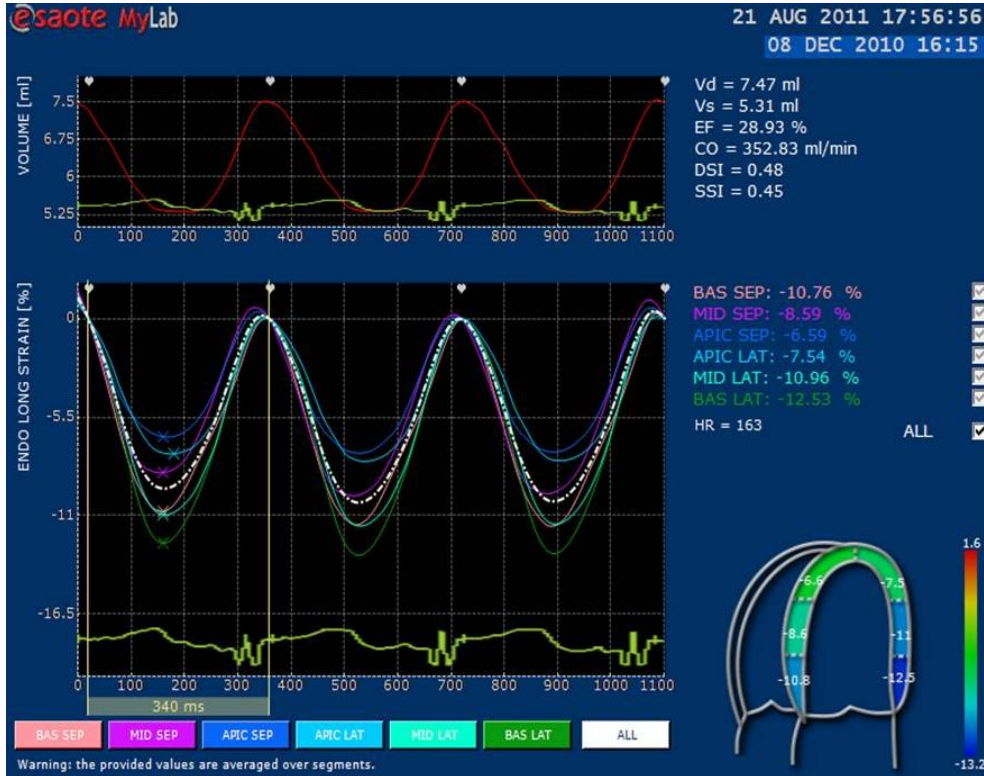 esaote MyLab
21 AUG 2011 17:56:56
08 DEC 2010 16:15
VOLUME [ml]
7.5
6.75
6
5.25
0 100 200 300 400 500 600 700 800 900 1000 1100
Vd = 7.47 ml
Vs = 5.31 ml
EF = 28.93 %
CO = 352.83 ml/min
DSI = 0.48
SSI = 0.45
ENDO LONG STRAIN [%]
0
-5.55
-11
-16.5
0 100 200 300 400 500 600 700 800 900 1000 1100
340 ms
BAS SEP: -10.76 %
MID SEP: -8.59 %
APIC SEP: -6.59 %
APIC LAT: -7.54 %
MID LAT: -10.96 %
BAS LAT: -12.53 %
HR = 163
ALL
1.6
-6.6 -7.5
-8.6 -11
-10.8 -12.5
-13.2
BAS SEP MID SEP APIC SEP APIC LAT MID LAT BAS LAT ALL
Warning: the provided values are averaged over segments.